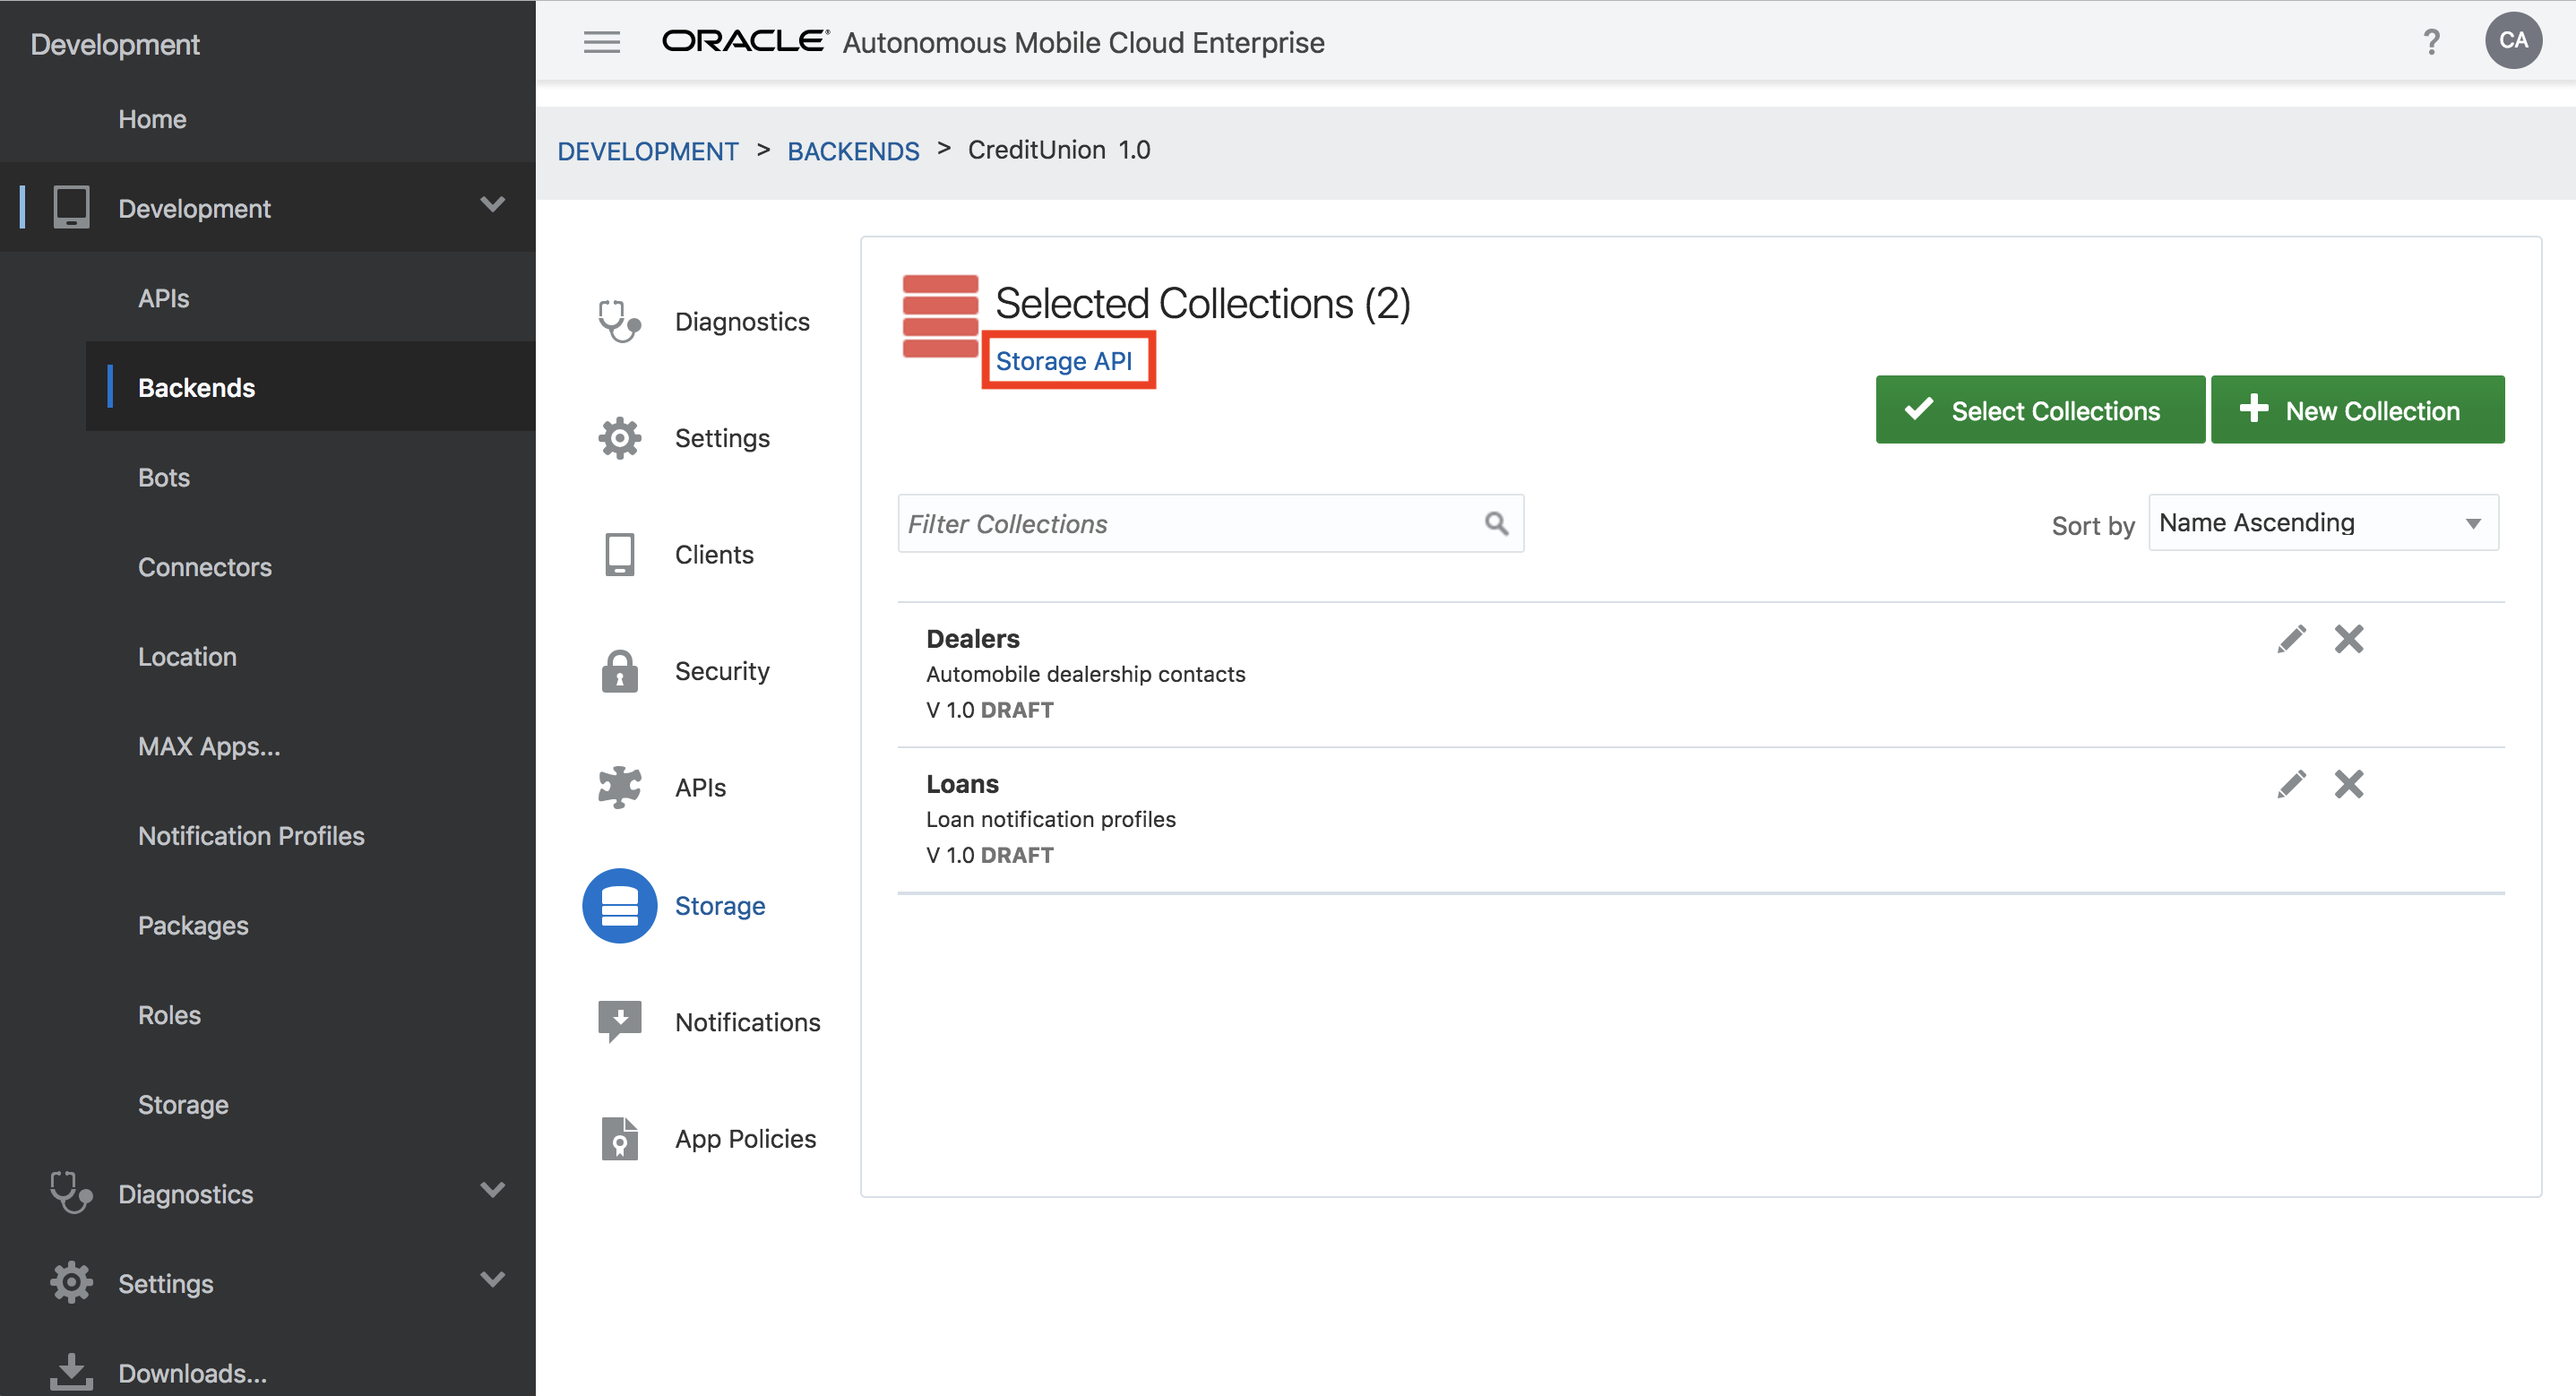 Development
Home
Development
APIs
Backends
Bots
Connectors
Location
MAX Apps...
Notification Profiles
Packages
Roles
Storage
Diagnostics
Settings
Downloads...
ORACLE® Autonomous Mobile Cloud Enterprise
?
CA
DEVELOPMENT > BACKENDS > CreditUnion 1.0
Diagnostics
Settings
Clients
Security
APIs
Storage
Notifications
App Policies
Selected Collections (2)
Storage API
Select Collections
New Collection
Filter Collections
Sort by Name Ascending
Dealers
Automobile dealership contacts
V 1.0 DRAFT
Loans
Loan notification profiles
V 1.0 DRAFT